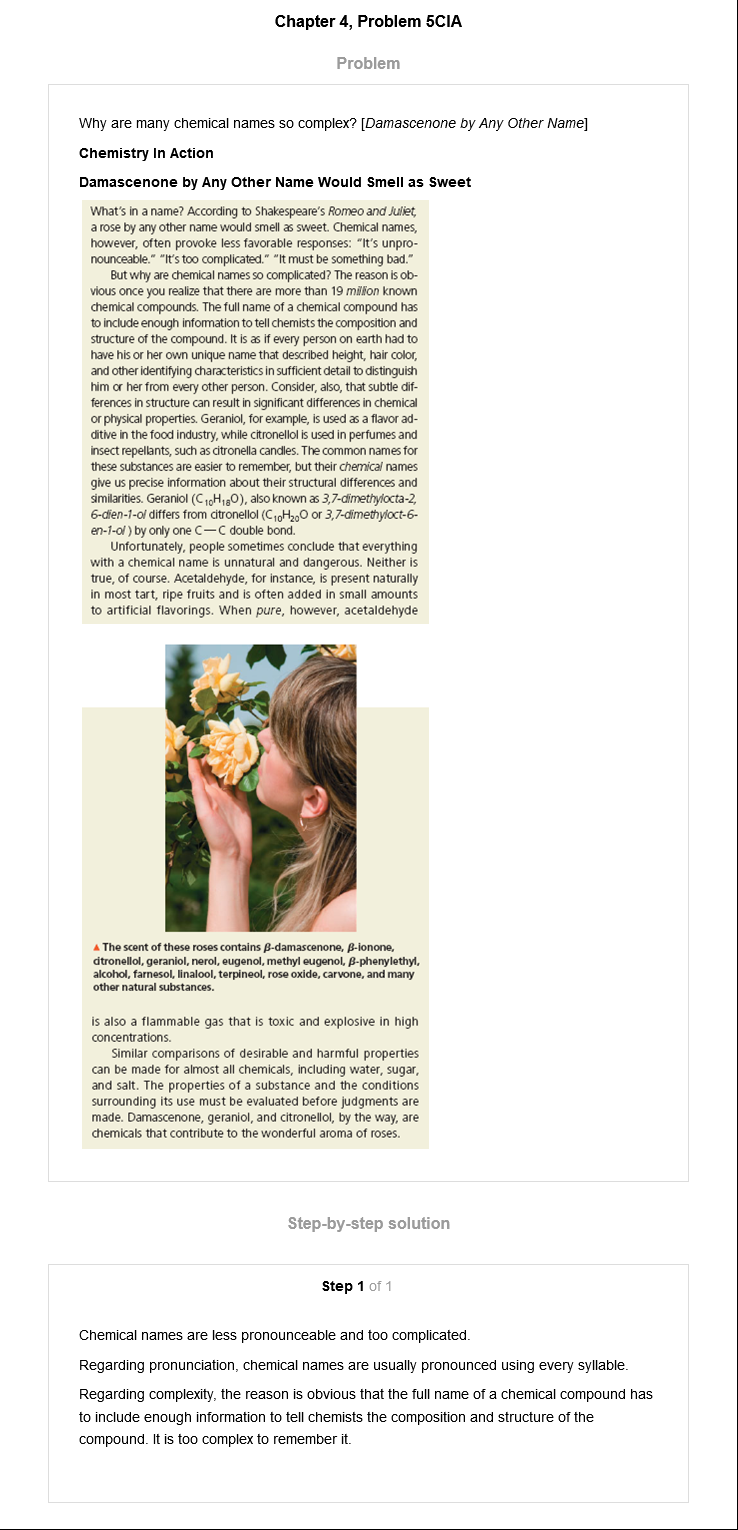 Chapter 4, Problem 5CIA
Problem
Why are many chemical names so complex? [Damascenone by Any Other Name]
Chemistry In Action
Damascenone by Any Other Name Would Smell as Sweet
What's in a name? According to Shakespeare's Romeo and Juliet,
a rose by any other name would smell as sweet. Chemical names,
however, often provoke less favorable responses: "It's unpro-
nounceable." "It's too complicated." "It must be something bad."
But why are chemical names so complicated? The reason is ob-
vious once you realize that there are more than 19 million known
chemical compounds. The full name of a chemical compound has
to include enough information to tell chemists the composition and
structure of the compound. It is as if every person on earth had to
have his or her own unique name that described height, hair color,
and other identifying characteristics in sufficient detail to distinguish
him or her from every other person. Consider, also, that subtle dif-
ferences in structure can result in significant differences in chemical
or physical properties. Geraniol, for example, is used as a flavor ad-
ditive in the food industry, while citronellol is used in perfumes and
insect repellants, such as citronella candles. The common names for
these substances are easier to remember, but their chemical names
give us precise information about their structural differences and
similarities. Geraniol (C₁₀H₁₈O), also known as 3,7-dimethylocta-2,
6-dien-1-ol differs from citronellol (C₁₀H₂₀O or 3,7-dimethyloct-6-
en-1-ol ) by only one C—C double bond.
Unfortunately, people sometimes conclude that everything
with a chemical name is unnatural and dangerous. Neither is
true, of course. Acetaldehyde, for instance, is present naturally
in most tart, ripe fruits and is often added in small amounts
to artificial flavorings. When pure, however, acetaldehyde
▲ The scent of these roses contains β-damascenone, β-ionone,
citronellol, geraniol, nerol, eugenol, methyl eugenol, β-phenylethyl,
alcohol, farnesol, linalool, terpineol, rose oxide, carvone, and many
other natural substances.
is also a flammable gas that is toxic and explosive in high
concentrations.
Similar comparisons of desirable and harmful properties
can be made for almost all chemicals, including water, sugar,
and salt. The properties of a substance and the conditions
surrounding its use must be evaluated before judgments are
made. Damascenone, geraniol, and citronellol, by the way, are
chemicals that contribute to the wonderful aroma of roses.
Step-by-step solution
Step 1 of 1
Chemical names are less pronounceable and too complicated.
Regarding pronunciation, chemical names are usually pronounced using every syllable.
Regarding complexity, the reason is obvious that the full name of a chemical compound has
to include enough information to tell chemists the composition and structure of the
compound. It is too complex to remember it.